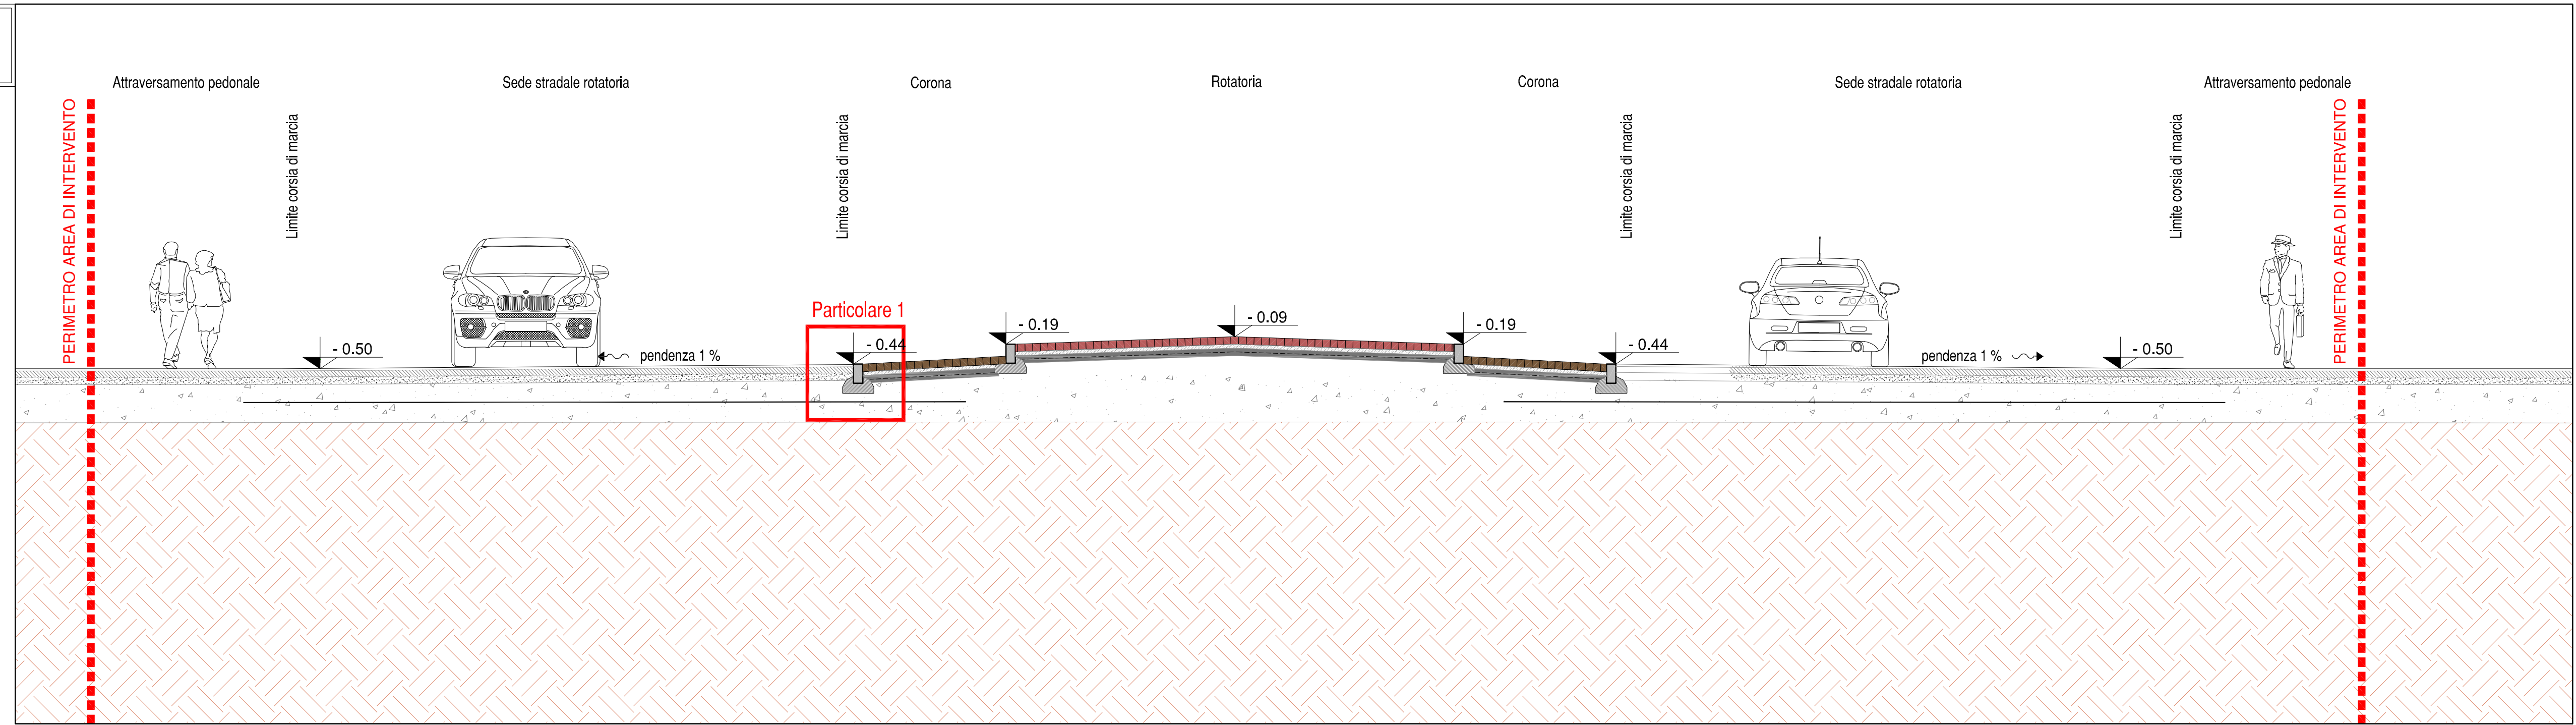 Attraversamento pedonale
Sede stradale rotatoria
Corona
Rotatoria
Corona
Sede stradale rotatoria
Attraversamento pedonale
PERIMETRO AREA DI INTERVENTO
Limite corsia di marcia
Limite corsia di marcia
Limite corsia di marcia
Limite corsia di marcia
PERIMETRO AREA DI INTERVENTO
Particolare 1
- 0.50
pendenza 1 %
- 0.44
- 0.19
- 0.09
- 0.19
- 0.44
pendenza 1 %
- 0.50